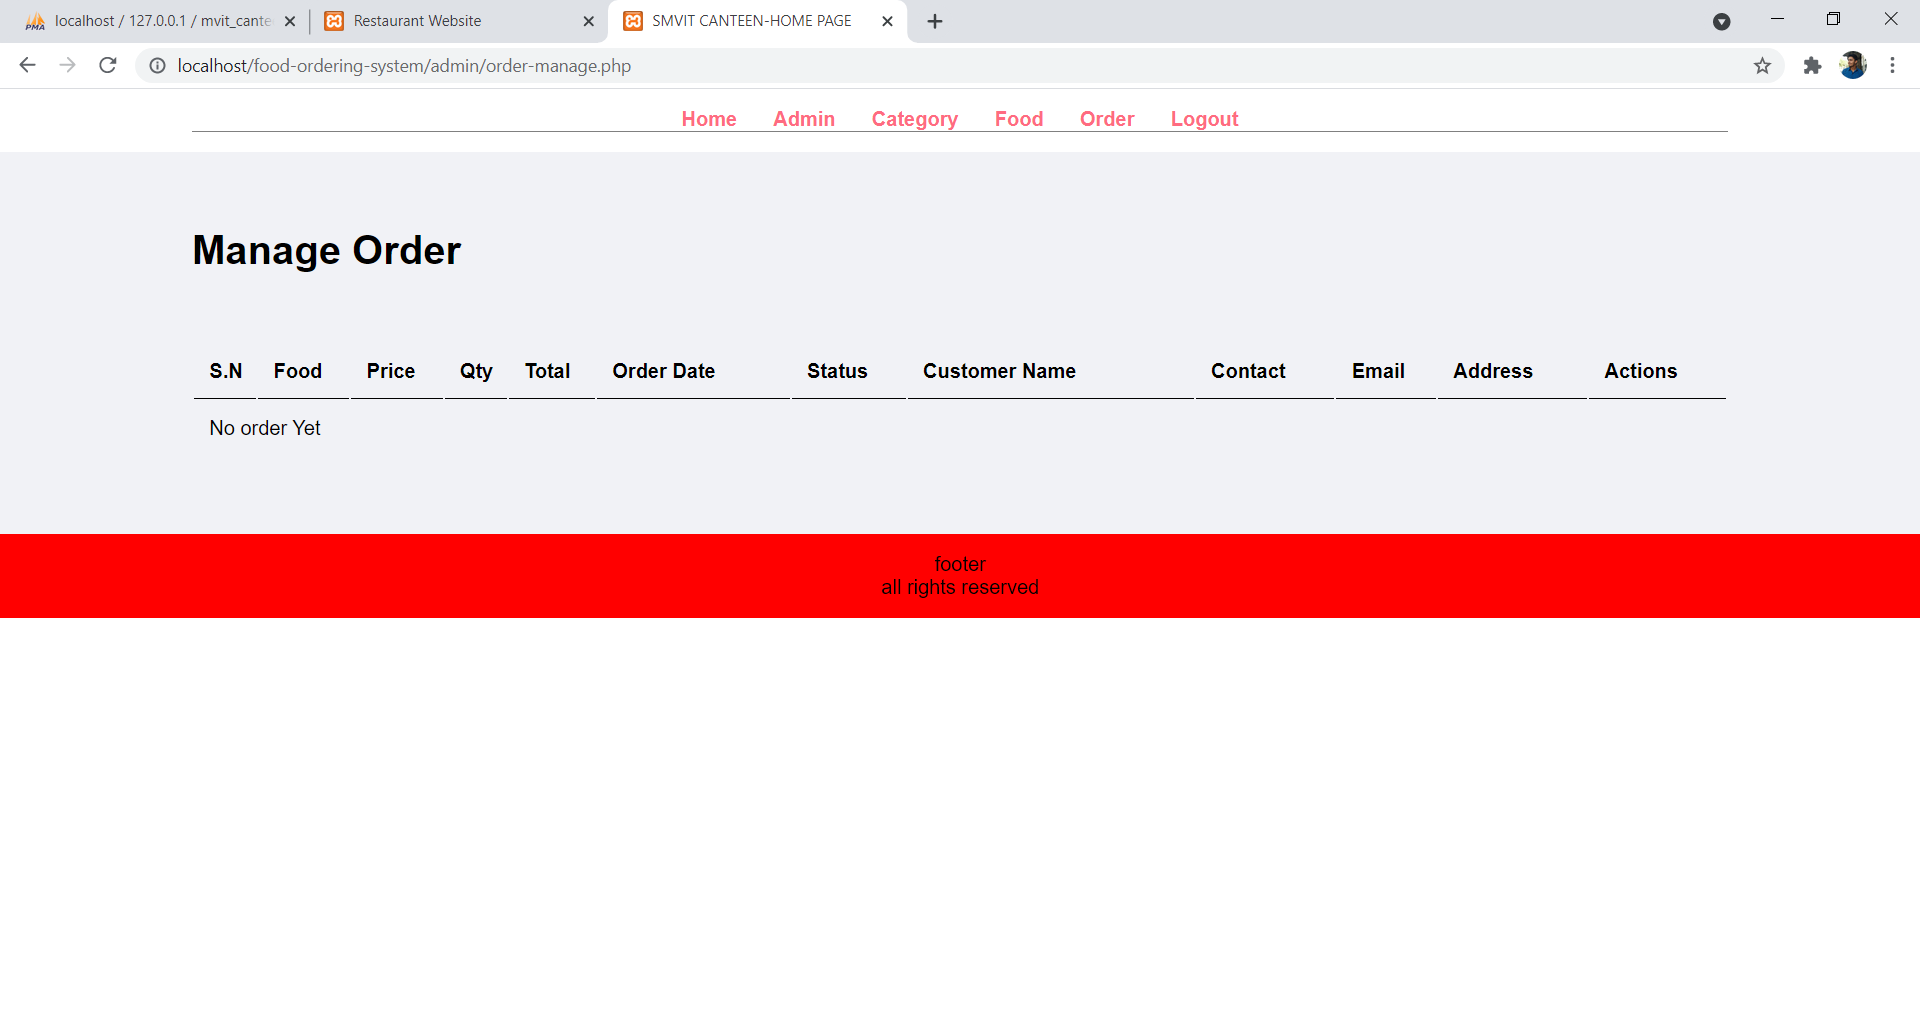 PMA localhost / 127.0.0.1 / mvit_cante
Restaurant Website
SMVIT CANTEEN-HOME PAGE
localhost/food-ordering-system/admin/order-manage.php
Home Admin Category Food Order Logout
Manage Order
S.N Food Price Qty Total Order Date Status Customer Name Contact Email Address Actions
No order Yet
footer
all rights reserved